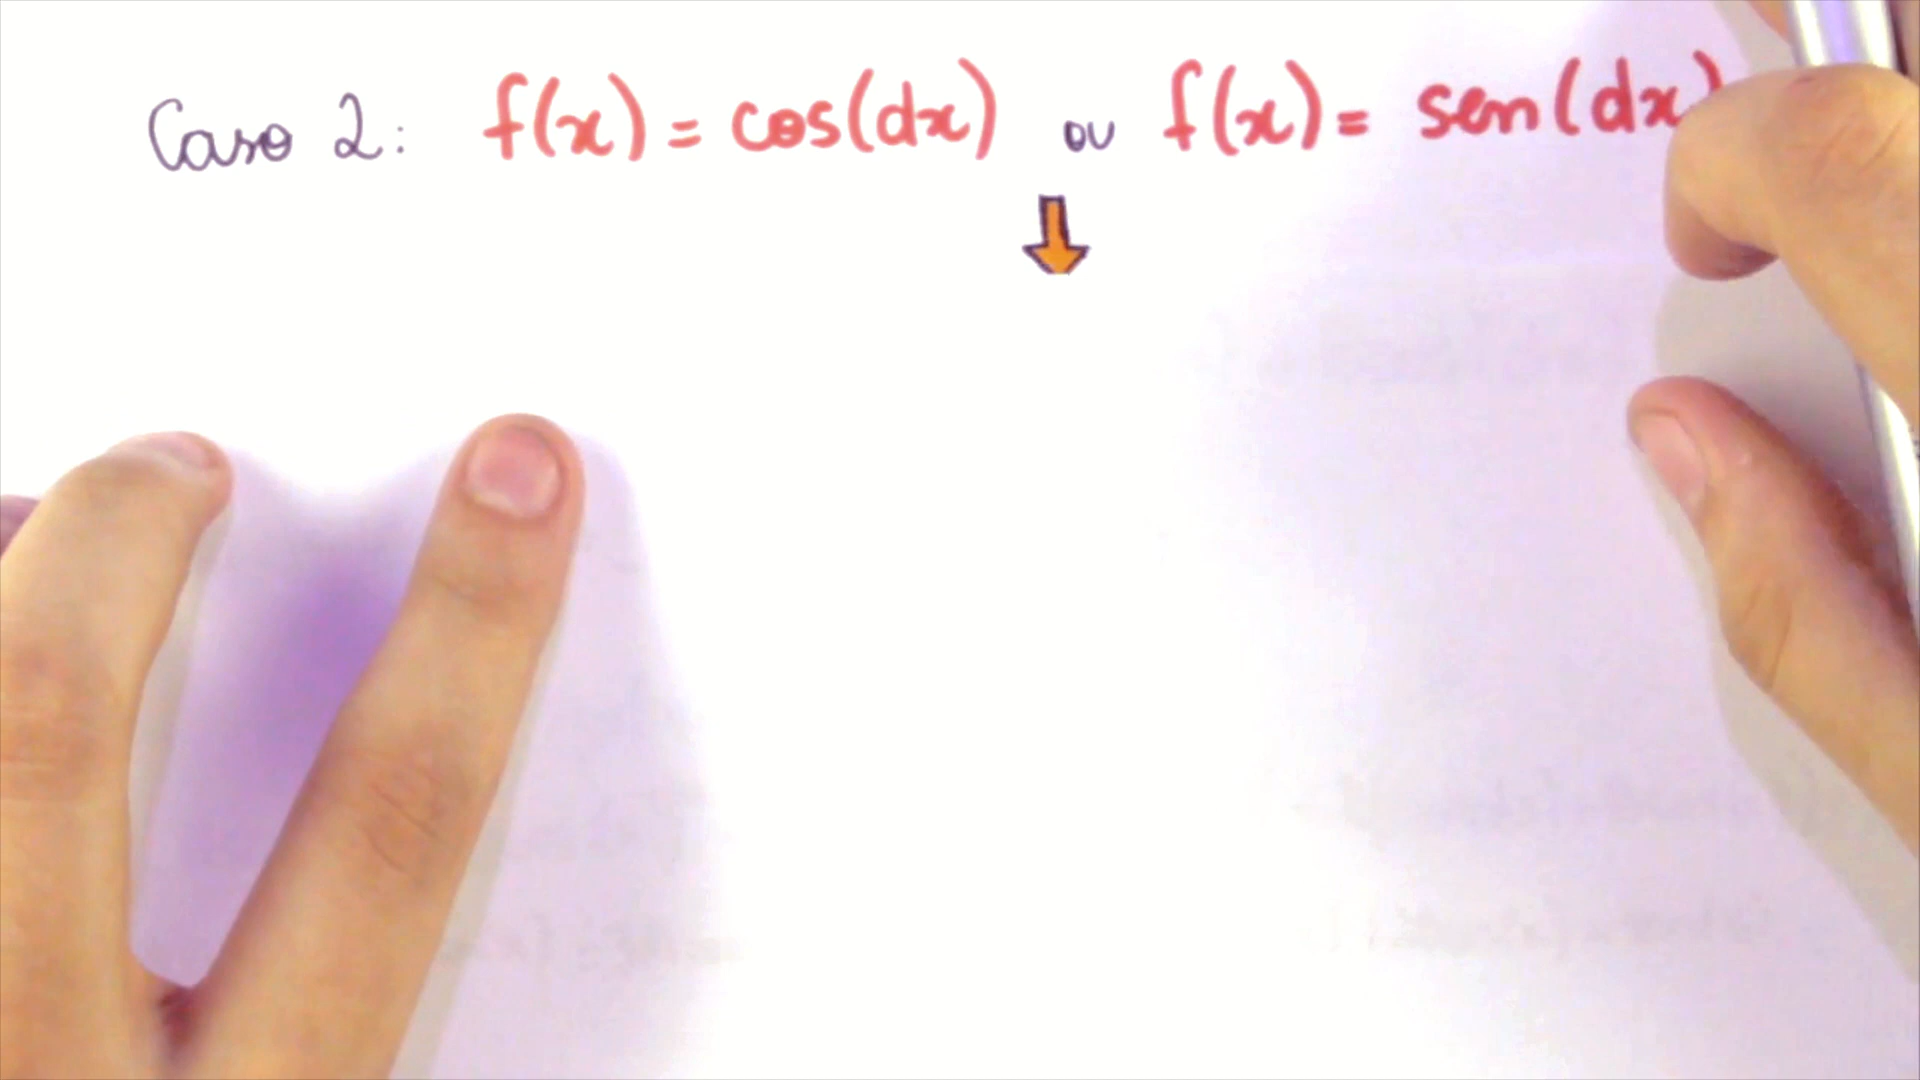 Caso 2: f(x) = cos(dx) ou f(x) = sen(dx)